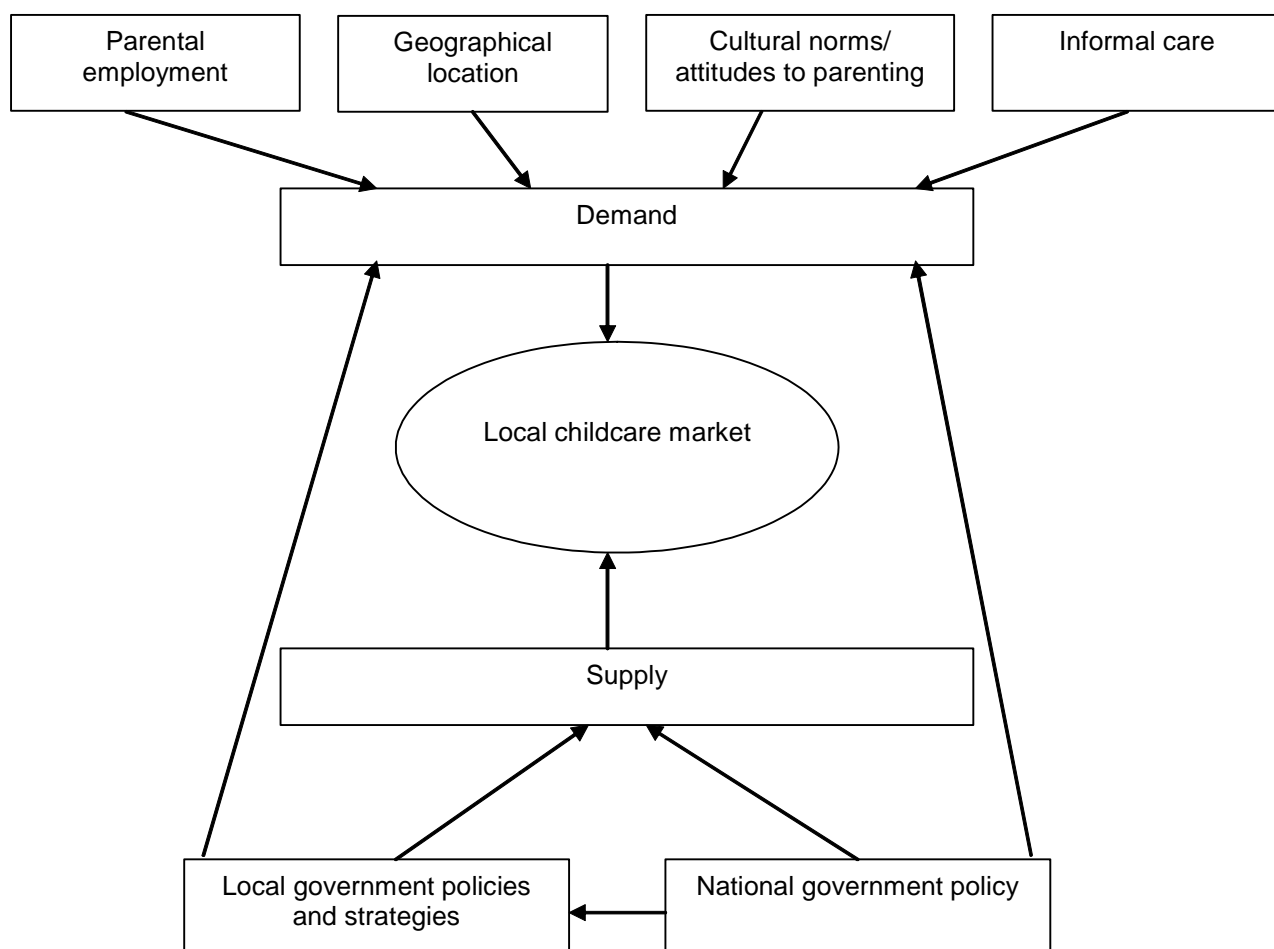 Parental
employment
Geographical
location
Cultural norms/
attitudes to parenting
Informal care
Demand
Local childcare market
Supply
Local government policies
and strategies
National government policy